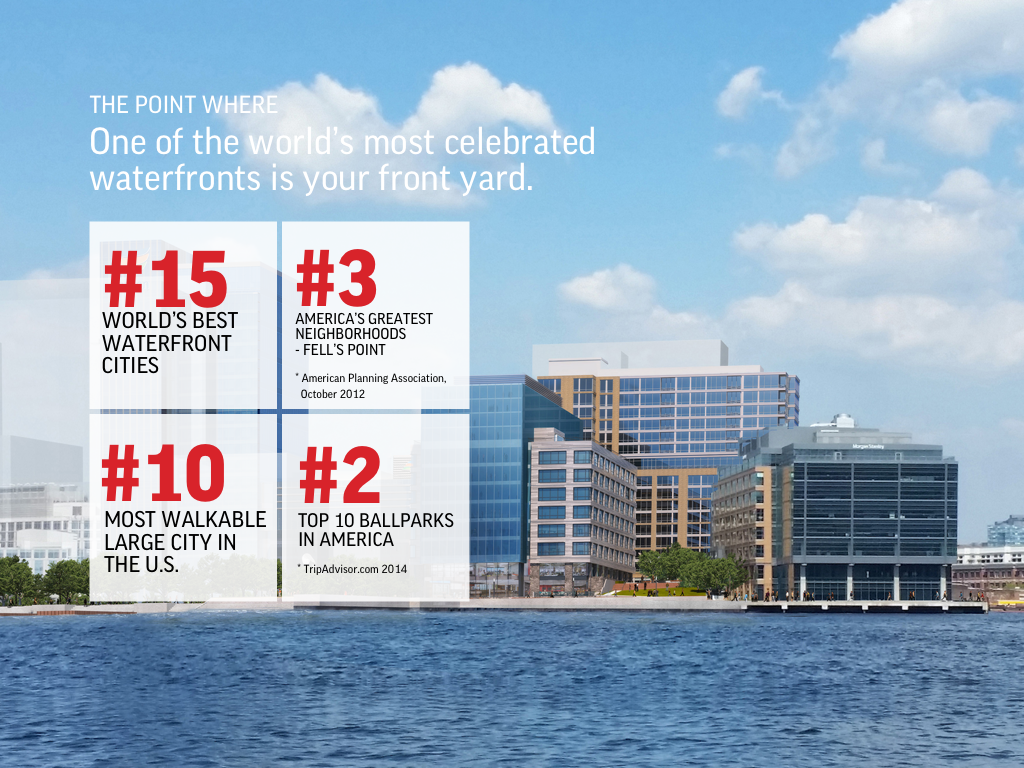 THE POINT WHERE
One of the world's most celebrated
waterfronts is your front yard.
#15
WORLD'S BEST
WATERFRONT
CITIES
#3
AMERICA'S GREATEST
NEIGHBORHOODS
- FELL'S POINT
* American Planning Association,
October 2012
#10
MOST WALKABLE
LARGE CITY IN
THE U.S.
#2
TOP 10 BALLPARKS
IN AMERICA
* TripAdvisor.com 2014
Morgan Stanley